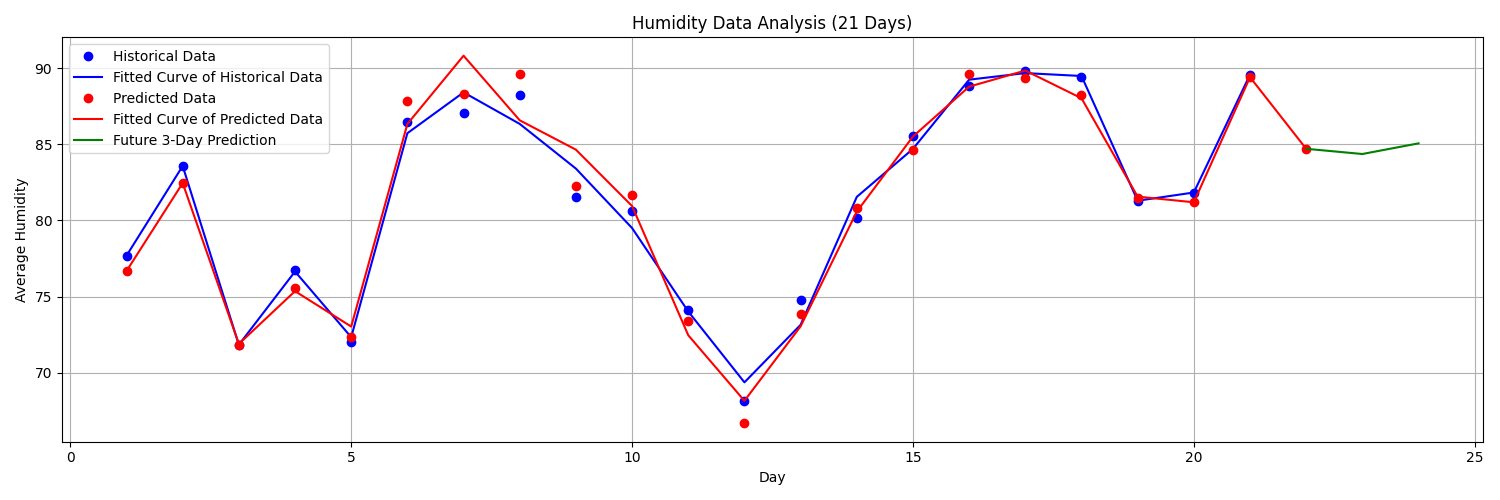 Humidity Data Analysis (21 Days)
Historical Data
Fitted Curve of Historical Data
Predicted Data
Fitted Curve of Predicted Data
Future 3-Day Prediction
Average Humidity
90
85
80
75
70
0 5 10 15 20 25
Day